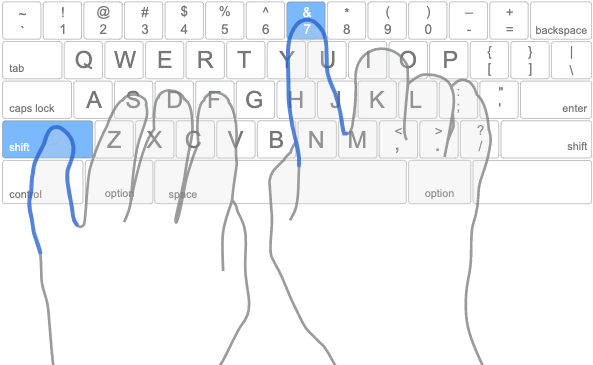 ~ ! @ # $ % ^ & * ( ) – +
` 1 2 3 4 5 6 7 8 9 0 - = backspace
tab Q W E R T Y U I O P { [ } ] | \
caps lock A S D F G H J K L : ; " ' enter
shift Z X C V B N M < , > . ? / shift
control option space option